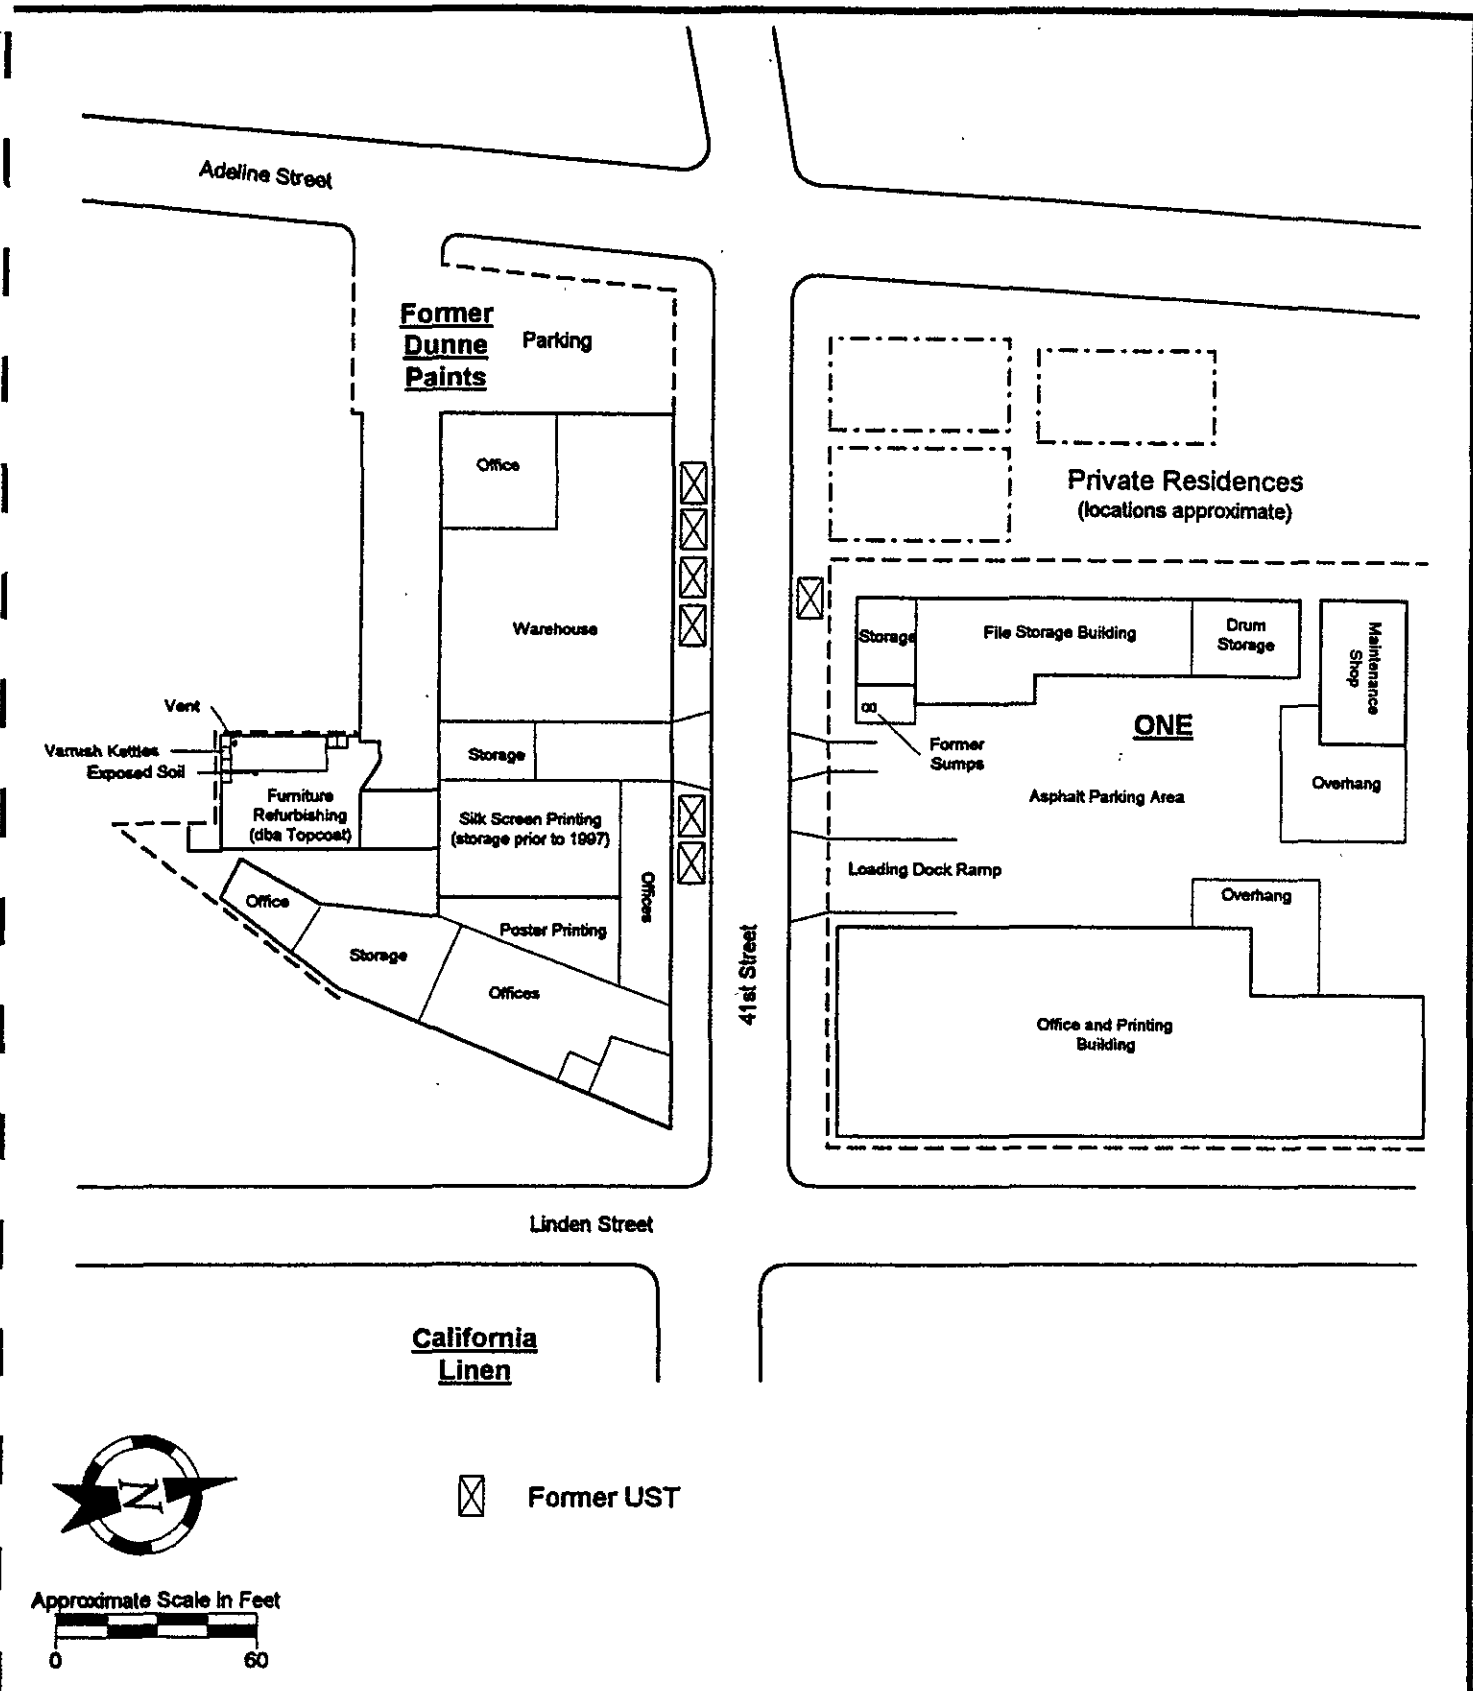 Adeline Street
Former
Dunne
Paints
Parking
Office
Private Residences
(locations approximate)
Warehouse
Storage
File Storage Building
Drum
Storage
Maintenance
Shop
Vent
Varnish Kettles
Exposed Soil
Storage
Former
Sumps
ONE
Overhang
Furniture
Refurbishing
(dba Topcoat)
Silk Screen Printing
(storage prior to 1997)
Asphalt Parking Area
Offices
Loading Dock Ramp
Office
Overhang
Poster Printing
Storage
Offices
41st Street
Office and Printing
Building
Linden Street
California
Linen
N
Former UST
Approximate Scale in Feet
0 60